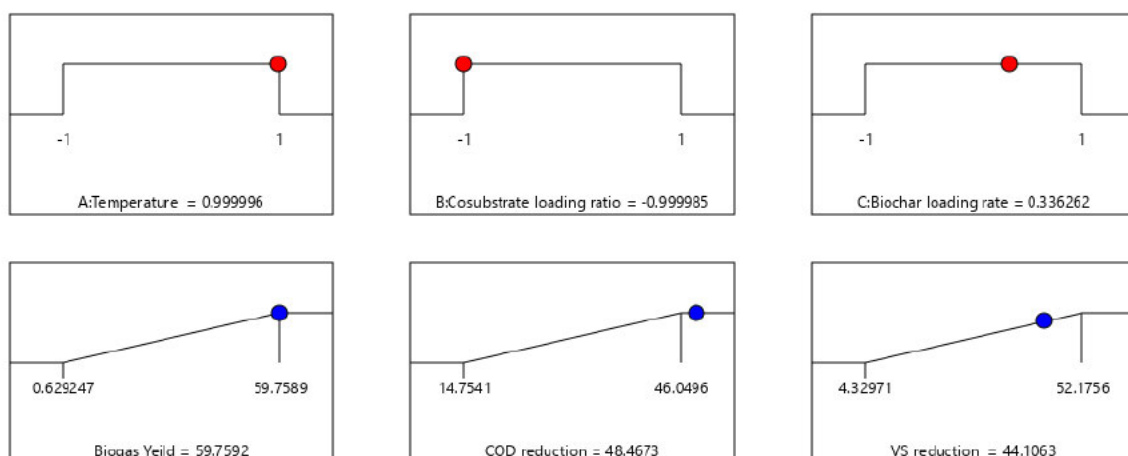 -1 1
A:Temperature = 0.999996
-1 1
B:Cosubstrate loading ratio = -0.999985
-1 1
C:Biochar loading rate = 0.336262
0.629247 59.7589
Biogas Yeild = 59.7592
14.7541 46.0496
COD reduction = 48.4673
4.32971 52.1756
VS reduction = 44.1063